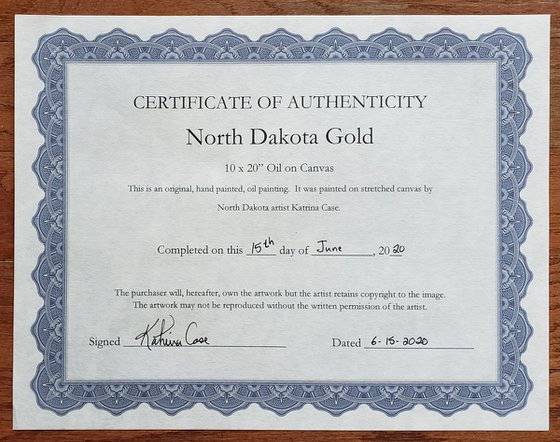 CERTIFICATE OF AUTHENTICITY
North Dakota Gold
10 x 20” Oil on Canvas
This is an original, hand painted, oil painting. It was painted on stretched canvas by
North Dakota artist Katrina Case.
Completed on this 15th day of June, 2020
The purchaser will, hereafter, own the artwork but the artist retains copyright to the image.
The artwork may not be reproduced without the written permission of the artist.
Signed Katrina Case Dated 6-15-2020